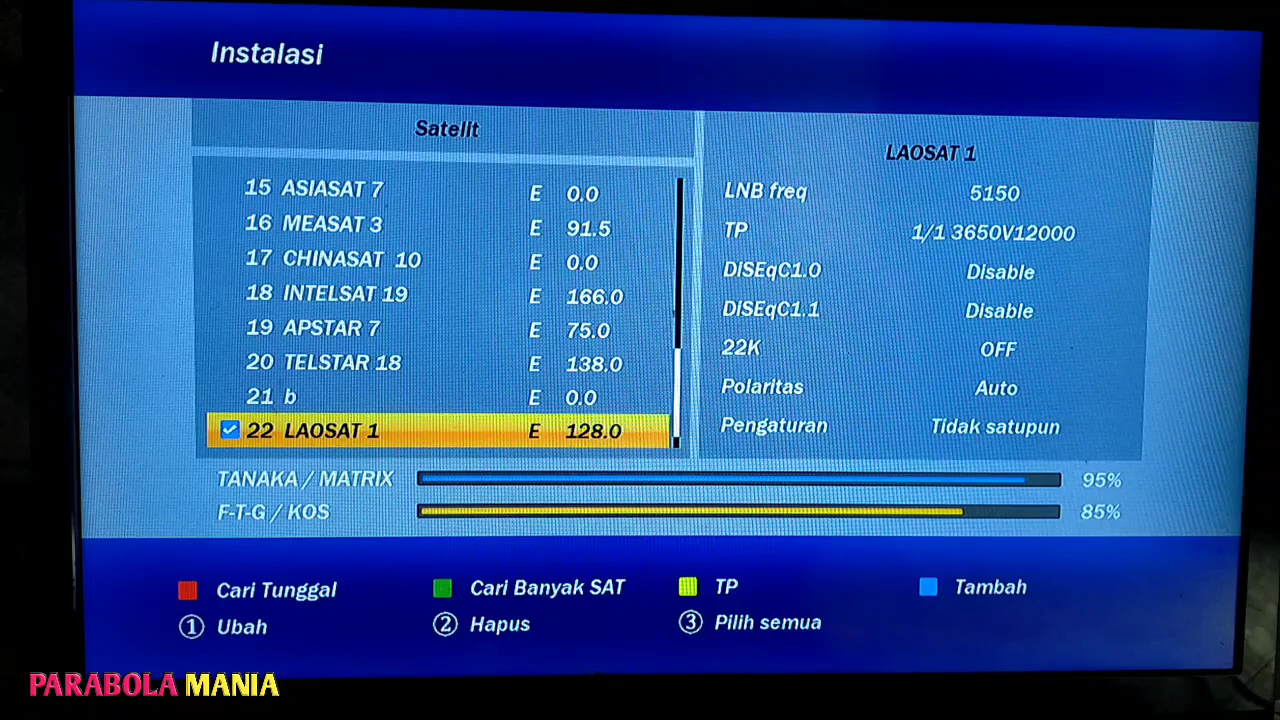 Instalasi
Satelit
15 ASIASAT 7 E 0.0
16 MEASAT 3 E 91.5
17 CHINASAT 10 E 0.0
18 INTELSAT 19 E 166.0
19 APSTAR 7 E 75.0
20 TELSTAR 18 E 138.0
21 b E 0.0
22 LAOSAT 1 E 128.0
LAOSAT 1
LNB freq 5150
TP 1/1 3650V12000
DiSEqC1.0 Disable
DiSEqC1.1 Disable
22K OFF
Polaritas Auto
Pengaturan Tidak satupun
TANAKA / MATRIX 95%
F-T-G / KOS 85%
Cari Tunggal Cari Banyak SAT TP Tambah
1 Ubah 2 Hapus 3 Pilih semua
PARABOLA MANIA